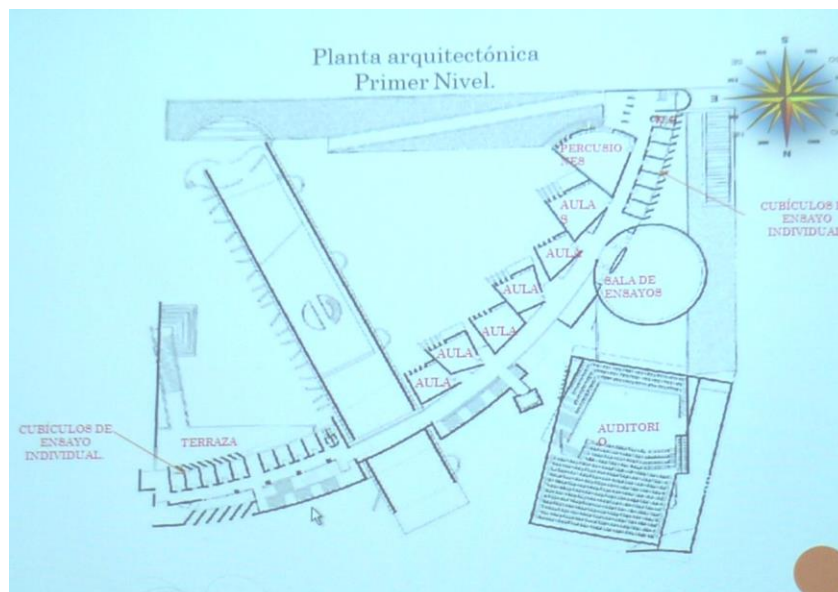 Planta arquitectónica
Primer Nivel.
S
E
N
PERCUSIO
NES
AULA
S
AULA
AULA
AULA
AULA
AULA
SALA DE
ENSAYOS
CUBÍCULOS DE
ENSAYO
INDIVIDUAL
AUDITORI
O
CUBÍCULOS DE
ENSAYO
INDIVIDUAL.
TERRAZA